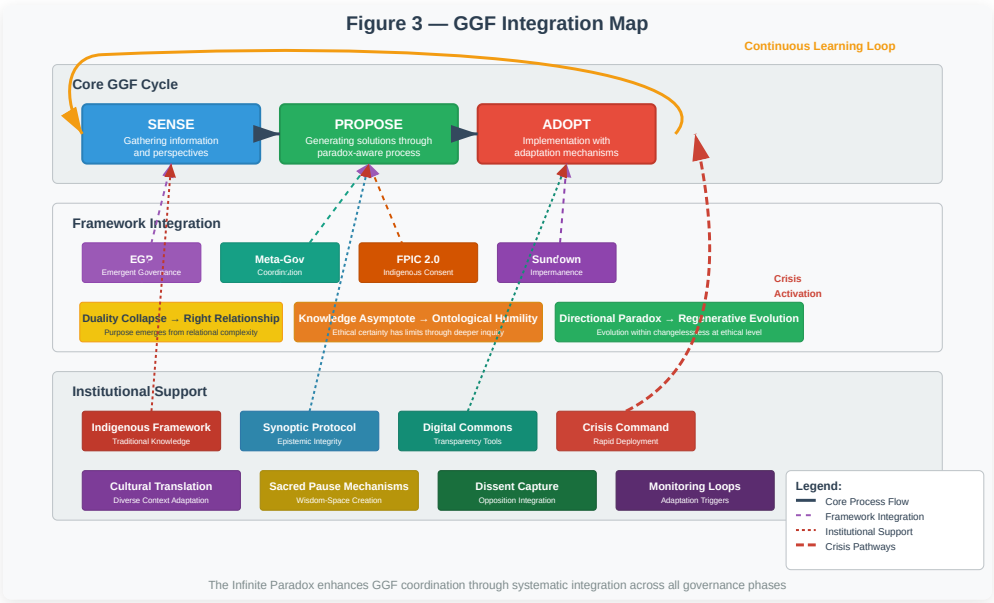 Figure 3 — GGF Integration Map
Continuous Learning Loop
Core GGF Cycle
SENSE
Gathering information
and perspectives
PROPOSE
Generating solutions through
paradox-aware process
ADOPT
Implementation with
adaptation mechanisms
Framework Integration
EGP
Emergent Governance
Meta-Gov
Coordination
FPIC 2.0
Indigenous Consent
Sundown
Impermanence
Crisis
Activation
Duality Collapse → Right Relationship
Purpose emerges from relational complexity
Knowledge Asymptote → Ontological Humility
Ethical certainty has limits through deeper inquiry
Directional Paradox → Regenerative Evolution
Evolution within changelessness at ethical level
Institutional Support
Indigenous Framework
Traditional Knowledge
Synoptic Protocol
Epistemic Integrity
Digital Commons
Transparency Tools
Crisis Command
Rapid Deployment
Cultural Translation
Diverse Context Adaptation
Sacred Pause Mechanisms
Wisdom-Space Creation
Dissent Capture
Opposition Integration
Monitoring Loops
Adaptation Triggers
Legend:
Core Process Flow
Framework Integration
Institutional Support
Crisis Pathways
The Infinite Paradox enhances GGF coordination through systematic integration across all governance phases